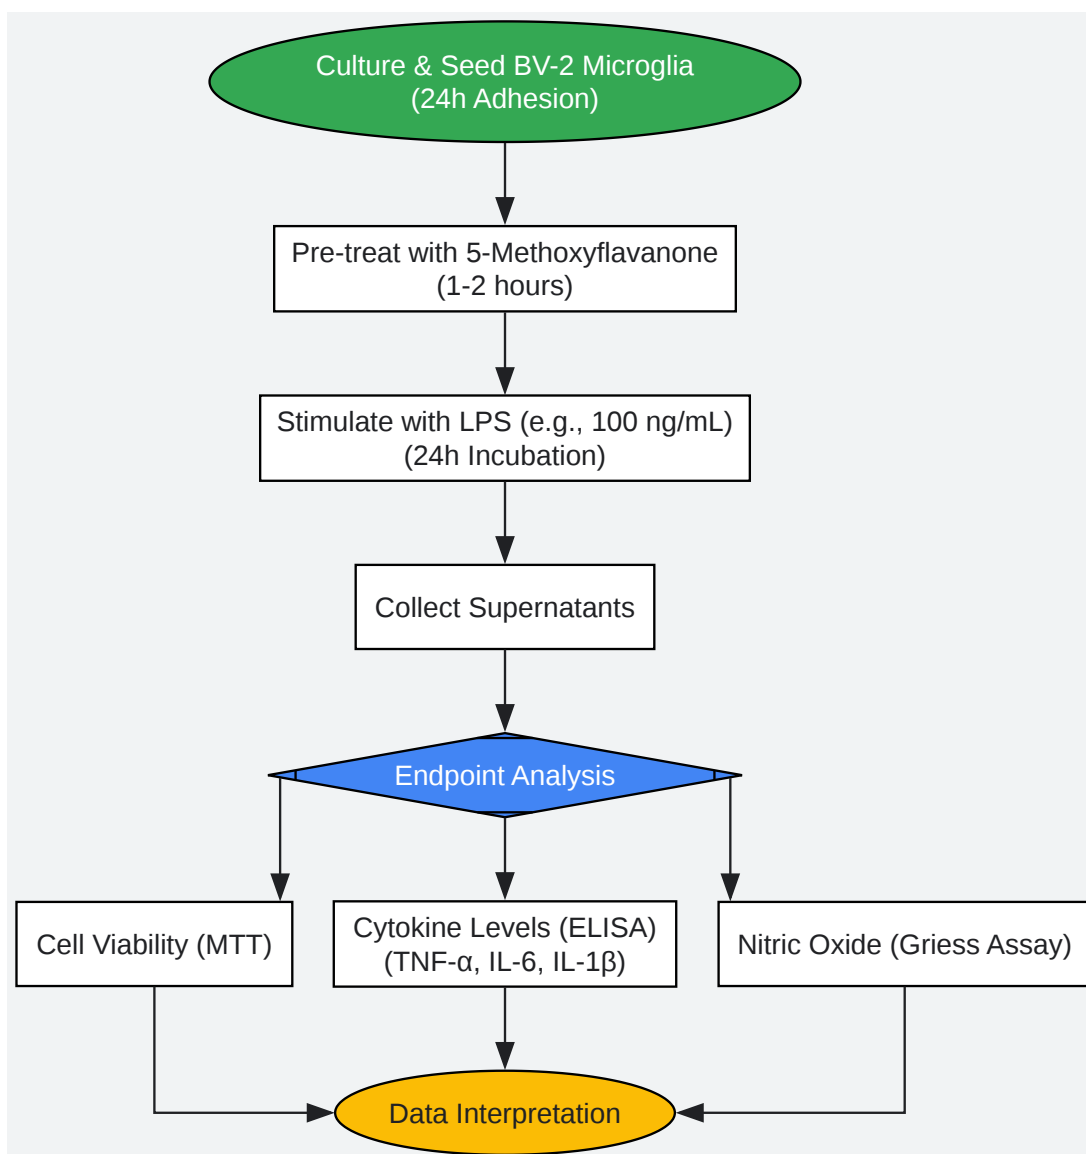 Culture & Seed BV-2 Microglia
(24h Adhesion)
Pre-treat with 5-Methoxyflavanone
(1-2 hours)
Stimulate with LPS (e.g., 100 ng/mL)
(24h Incubation)
Collect Supernatants
Endpoint Analysis
Cell Viability (MTT)
Cytokine Levels (ELISA)
(TNF-α, IL-6, IL-1β)
Nitric Oxide (Griess Assay)
Data Interpretation